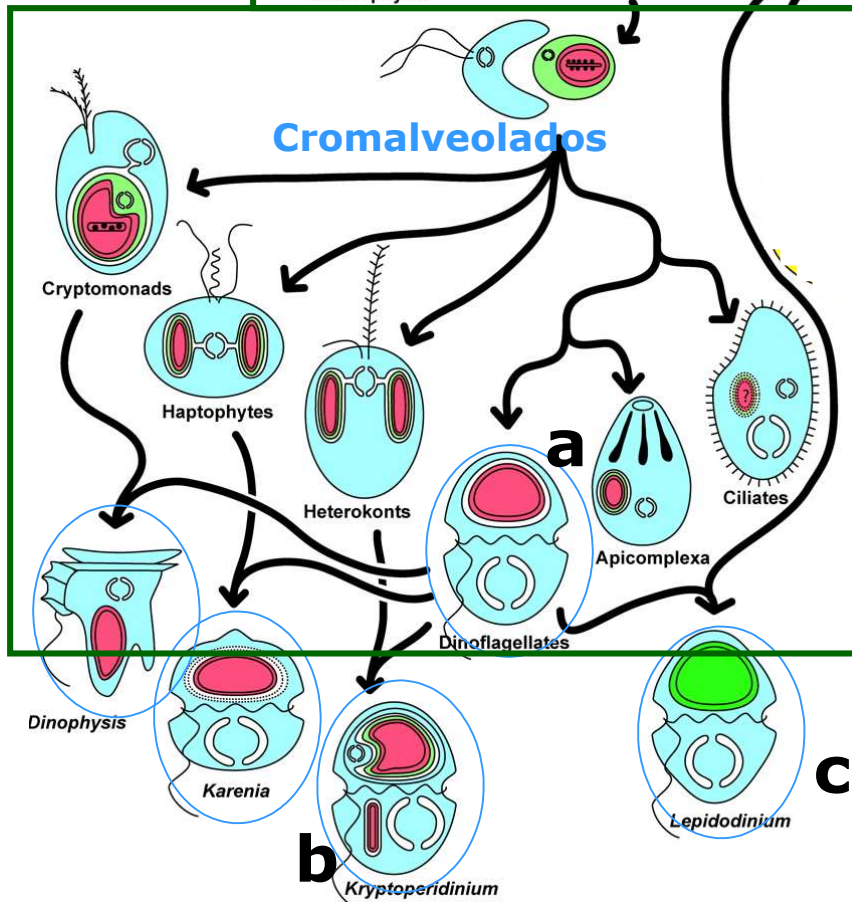 Cromalveolados
Cryptomonads
Haptophytes
Heterokonts
a
Ciliates
Apicomplexa
Dinoflagellates
?
Dinophysis
Karenia
Kryptoperidinium
b
Lepidodinium
c